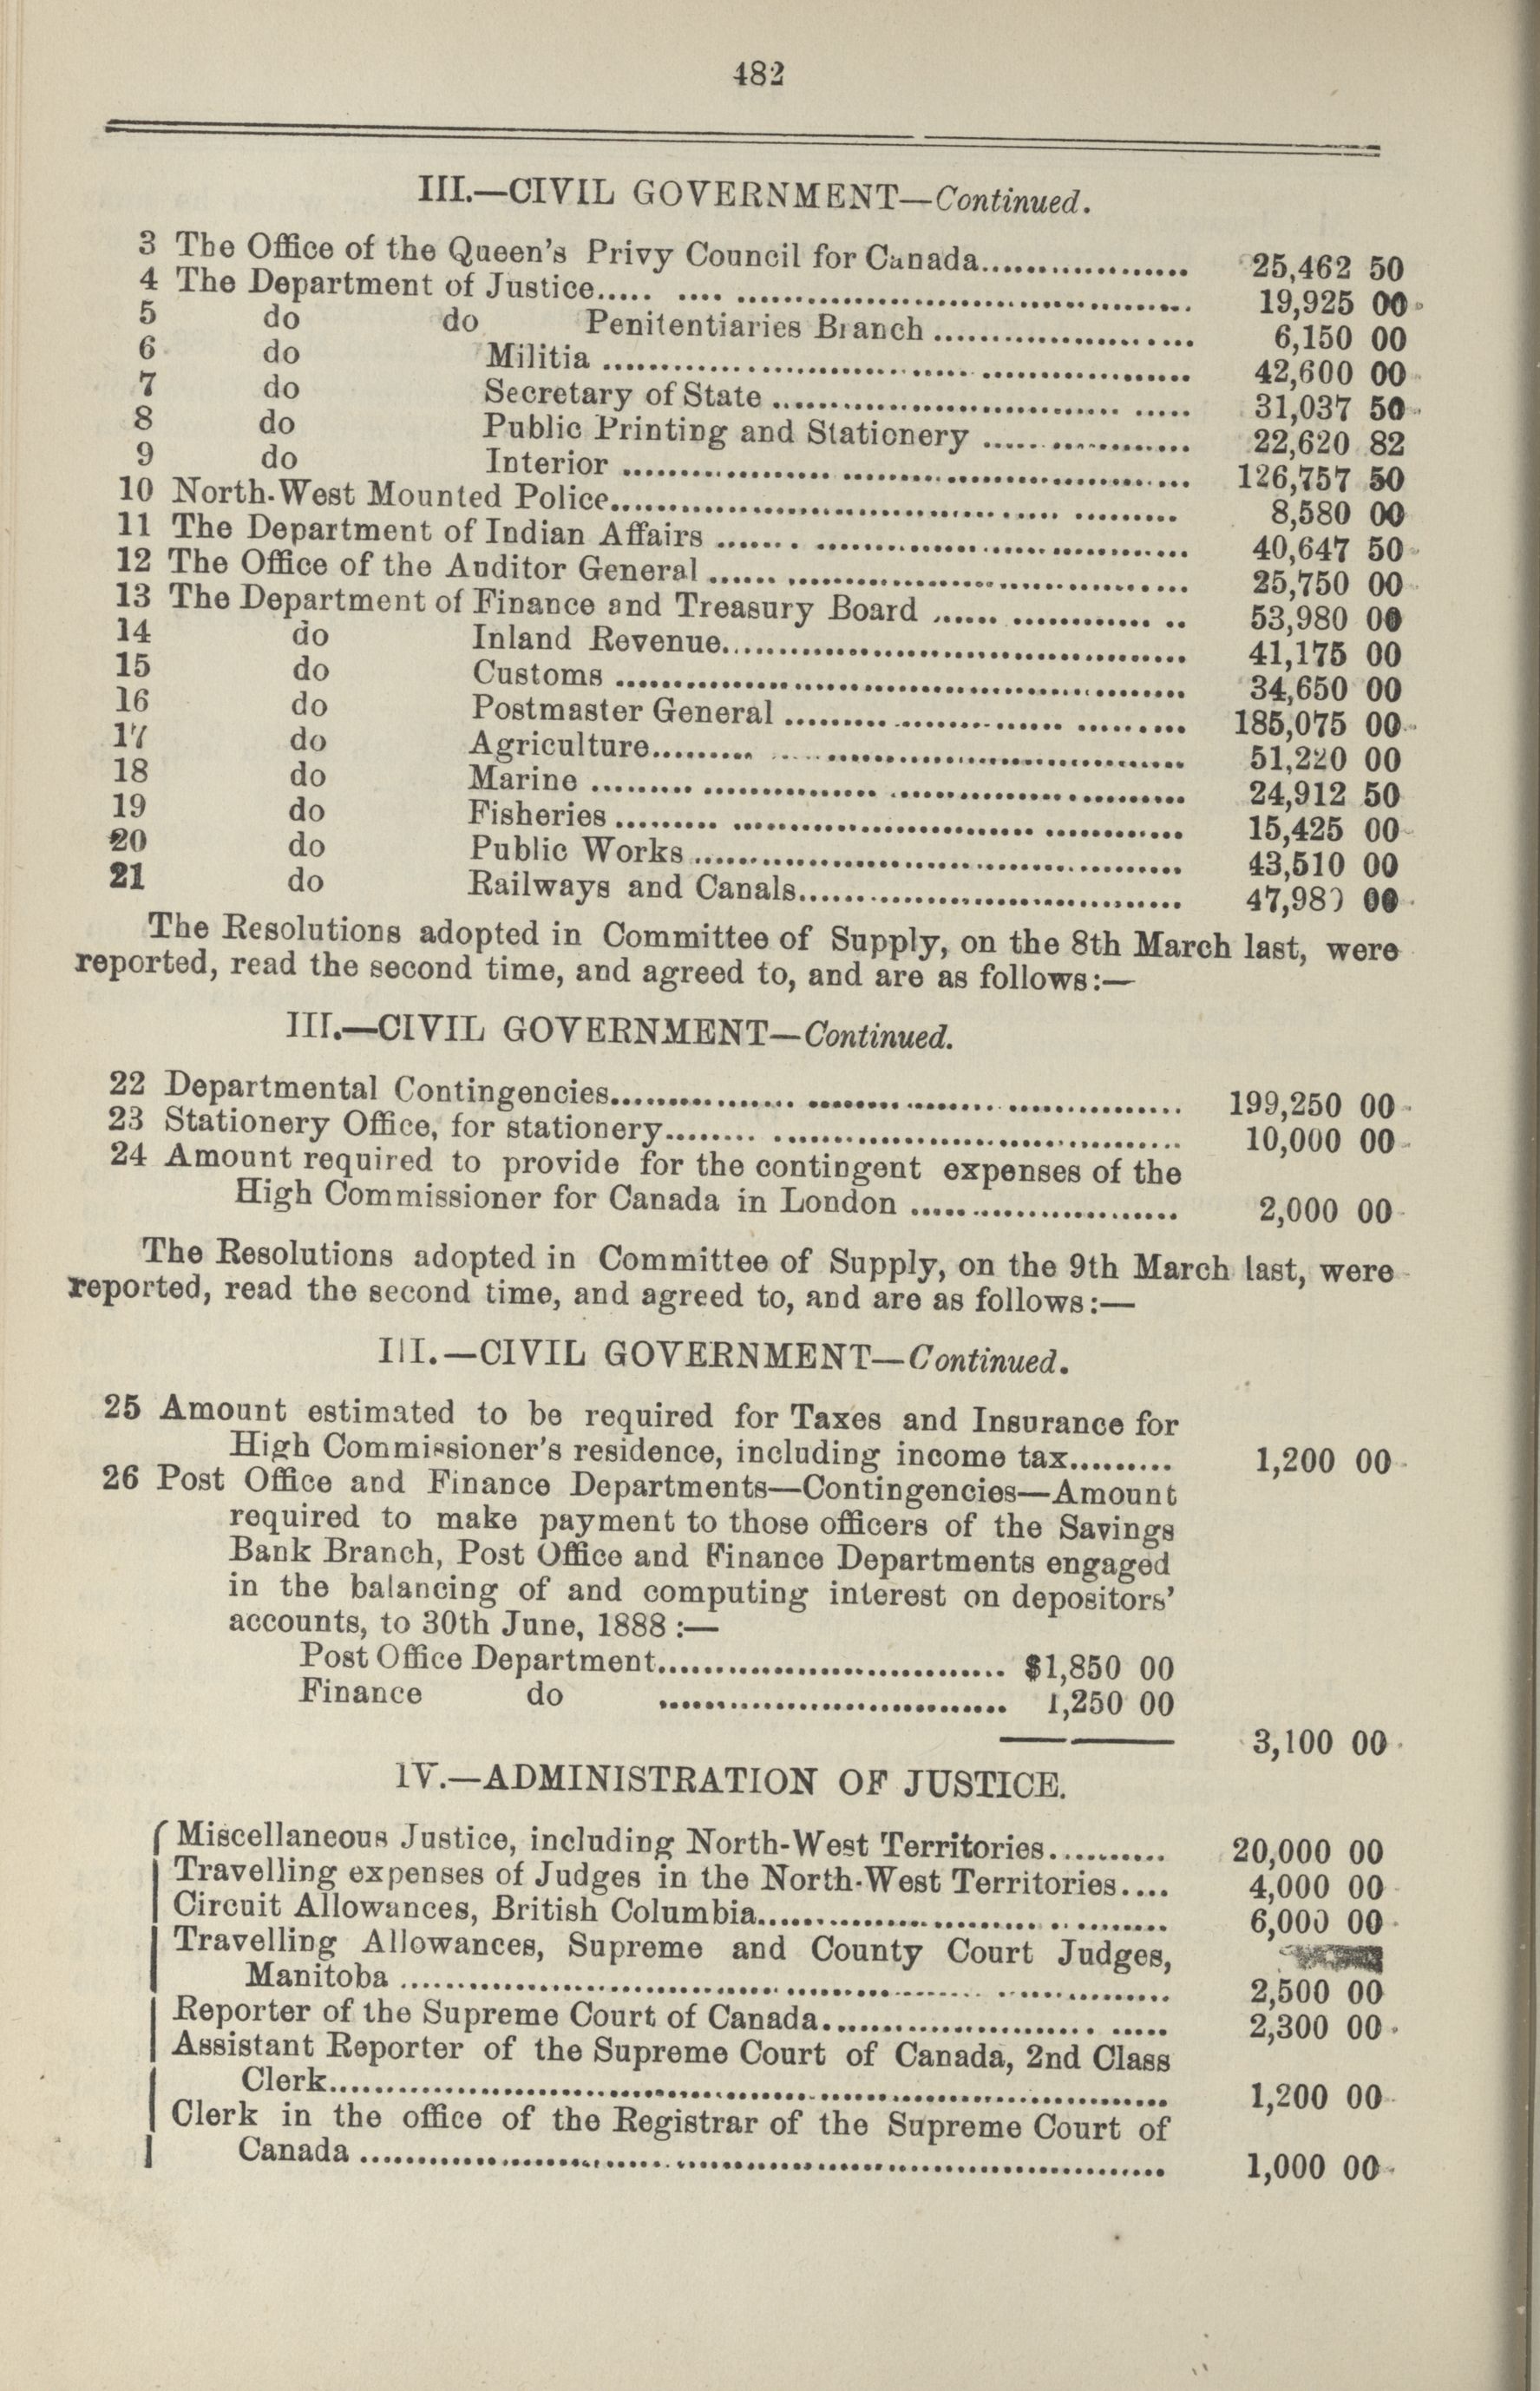 482
III.—CIVIL GOVERNMENT—Continued.
3 The Office of the Queen's Privy Council for Canada.................. 25,462 50
4 The Department of Justice..... .... ....................................... 19,925 00
5 do do Penitentiaries Branch ....................... 6,150 00
6 do Militia .................................................. 42,600 00
7 do Secretary of State .................................... 31,037 50
8 do Public Printing and Stationery .................. 22,620 82
9 do Interior ................................................ 126,757 50
10 North-West Mounted Police................................................ 8,580 00
11 The Department of Indian Affairs ....................................... 40,647 50
12 The Office of the Auditor General ........................................ 25,750 00
13 The Department of Finance and Treasury Board ...... ............ .. 53,980 00
14 do Inland Revenue........................................ 41,175 00
15 do Customs ................................................ 34,650 00
16 do Postmaster General .................................. 185,075 00
17 do Agriculture............................................. 51,220 00
18 do Marine .................................................. 24,912 50
19 do Fisheries ................................................ 15,425 00
20 do Public Works .......................................... 43,510 00
21 do Railways and Canals................................. 47,980 00
The Resolutions adopted in Committee of Supply, on the 8th March last, were
reported, read the second time, and agreed to, and are as follows:—
III.—CIVIL GOVERNMENT—Continued.
22 Departmental Contingencies................................................ 199,250 00
23 Stationery Office, for stationery........................................... 10,000 00
24 Amount required to provide for the contingent expenses of the
High Commissioner for Canada in London ........................ 2,000 00
The Resolutions adopted in Committee of Supply, on the 9th March last, were
reported, read the second time, and agreed to, and are as follows:—
III.—CIVIL GOVERNMENT—Continued.
25 Amount estimated to be required for Taxes and Insurance for
High Commissioner's residence, including income tax......... 1,200 00
26 Post Office and Finance Departments—Contingencies—Amount
required to make payment to those officers of the Savings
Bank Branch, Post Office and Finance Departments engaged
in the balancing of and computing interest on depositors'
accounts, to 30th June, 1888 :—
Post Office Department.............................. $1,850 00
Finance do .............................. 1,250 00
3,100 00
IV.—ADMINISTRATION OF JUSTICE.
Miscellaneous Justice, including North-West Territories........... 20,000 00
Travelling expenses of Judges in the North-West Territories.... 4,000 00
Circuit Allowances, British Columbia.................................... 6,000 00
Travelling Allowances, Supreme and County Court Judges,
Manitoba .................................................................. 2,500 00
Reporter of the Supreme Court of Canada............................. 2,300 00
Assistant Reporter of the Supreme Court of Canada, 2nd Class
Clerk........................................................................ 1,200 00
Clerk in the office of the Registrar of the Supreme Court of
Canada ..................................................................... 1,000 00